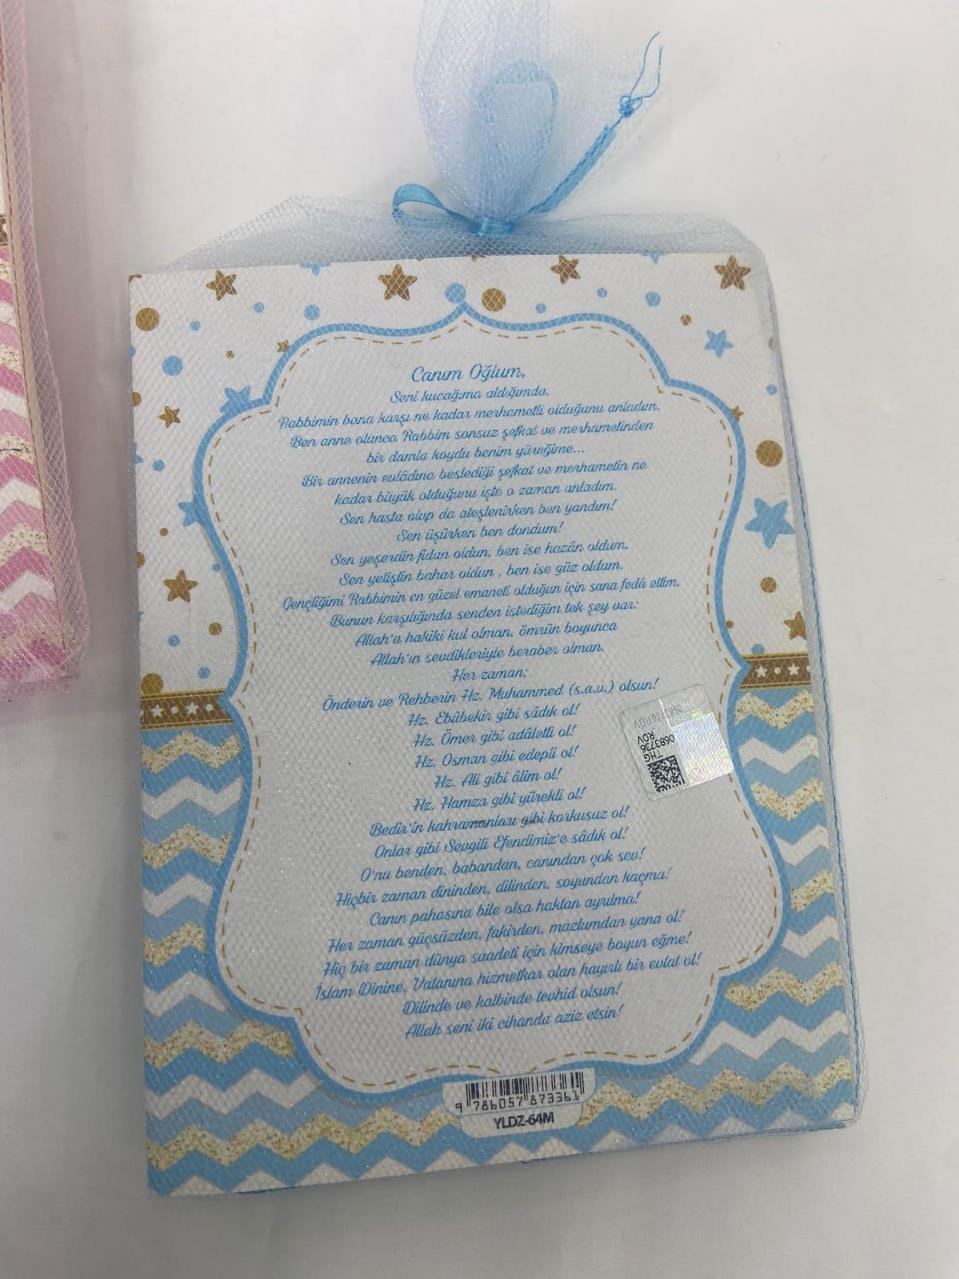 Canım Oğlum,
Seni kucağıma aldığımda,
Rabbimin bana karşı ne kadar merhametli olduğunu anladım.
Ben anne olunca Rabbim sonsuz şefkat ve merhametinden
bir damla koydu benim yüreğime...
Bir annenin evlâdına beslediği şefkat ve merhametin ne
kadar büyük olduğunu işte o zaman anladım.
Sen hasta olup da ateşlenirken ben yandım!
Sen üşürken ben dondum!
Sen yeşerdin fidan oldun, ben ise hazân oldum.
Sen yetiştin bahar oldun , ben ise güz oldum.
Gençliğimi Rabbimin en güzel emaneti olduğun için sana fedâ ettim.
Bunun karşılığında senden istediğim tek şey var:
Allah'a hakiki kul olman, ömrün boyunca
Allah'ın sevdikleriyle beraber olman.
Her zaman;
Önderin ve Rehberin Hz. Muhammed (s.a.v.) olsun!
Hz. Ebûbekir gibi sâdık ol!
Hz. Ömer gibi adâletli ol!
Hz. Osman gibi edepli ol!
Hz. Ali gibi âlim ol!
Hz. Hamza gibi yürekli ol!
Bedir'in kahramanları gibi korkusuz ol!
Onlar gibi Sevgili Efendimiz'e sâdık ol!
O'nu benden, babandan, canından çok sev!
Hiçbir zaman dininden, dilinden, soyundan kaçma!
Canın pahasına bile olsa haktan ayrılma!
Her zaman güçsüzden, fakirden, mazlumdan yana ol!
Hiç bir zaman dünya saadeti için kimseye boyun eğme!
İslam Dinine, Vatanına hizmetkar olan hayırlı bir evlat ol!
Dilinde ve kalbinde tevhid olsun!
Allah seni iki cihanda aziz etsin!
THG
0683736
ROV
9 786057 873361
YLDZ-64M